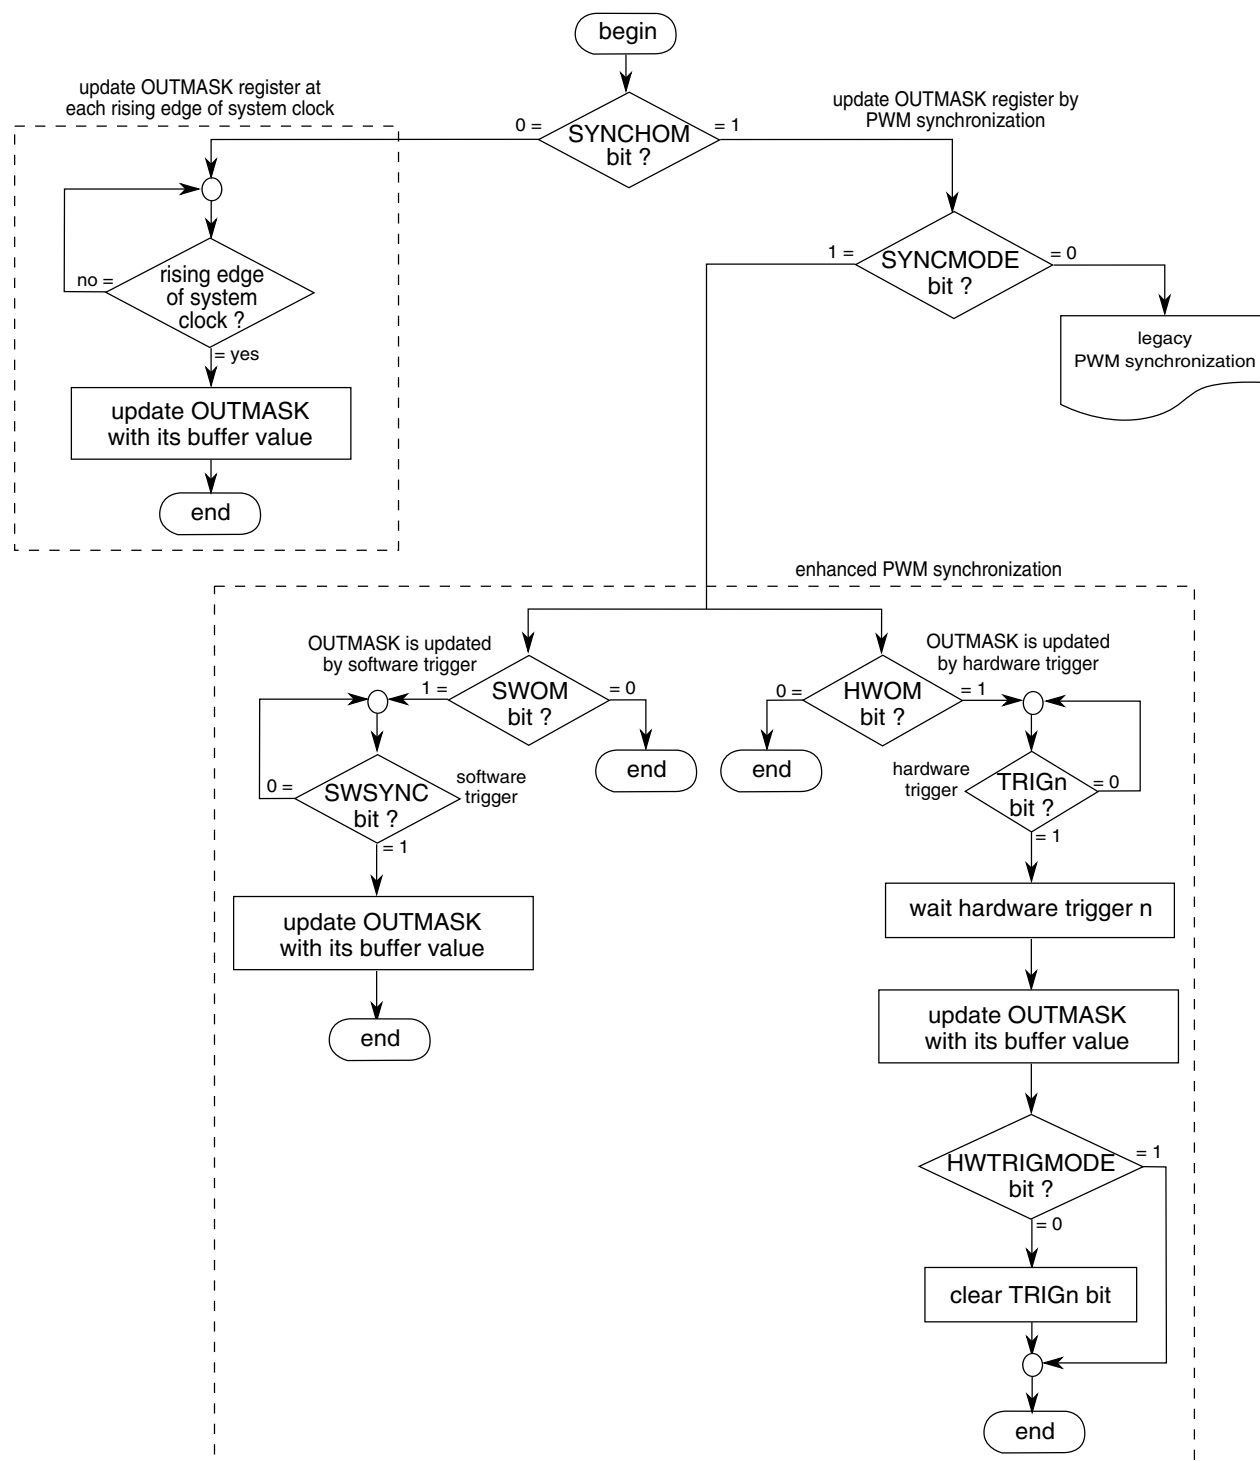 begin
update OUTMASK register at
each rising edge of system clock
update OUTMASK register by
PWM synchronization
0 =
SYNCHOM
bit ?
= 1
no =
rising edge
of system
clock ?
= yes
update OUTMASK
with its buffer value
end
1 =
SYNCMODE
bit ?
= 0
legacy
PWM synchronization
enhanced PWM synchronization
OUTMASK is updated
by software trigger
1 =
SWOM
bit ?
= 0
end
0 =
SWSYNC
bit ?
software
trigger
= 1
update OUTMASK
with its buffer value
end
OUTMASK is updated
by hardware trigger
0 =
HWOM
bit ?
= 1
end
hardware
trigger
TRIGn
bit ?
= 0
= 1
wait hardware trigger n
update OUTMASK
with its buffer value
HWTRIGMODE
bit ?
= 1
= 0
clear TRIGn bit
end